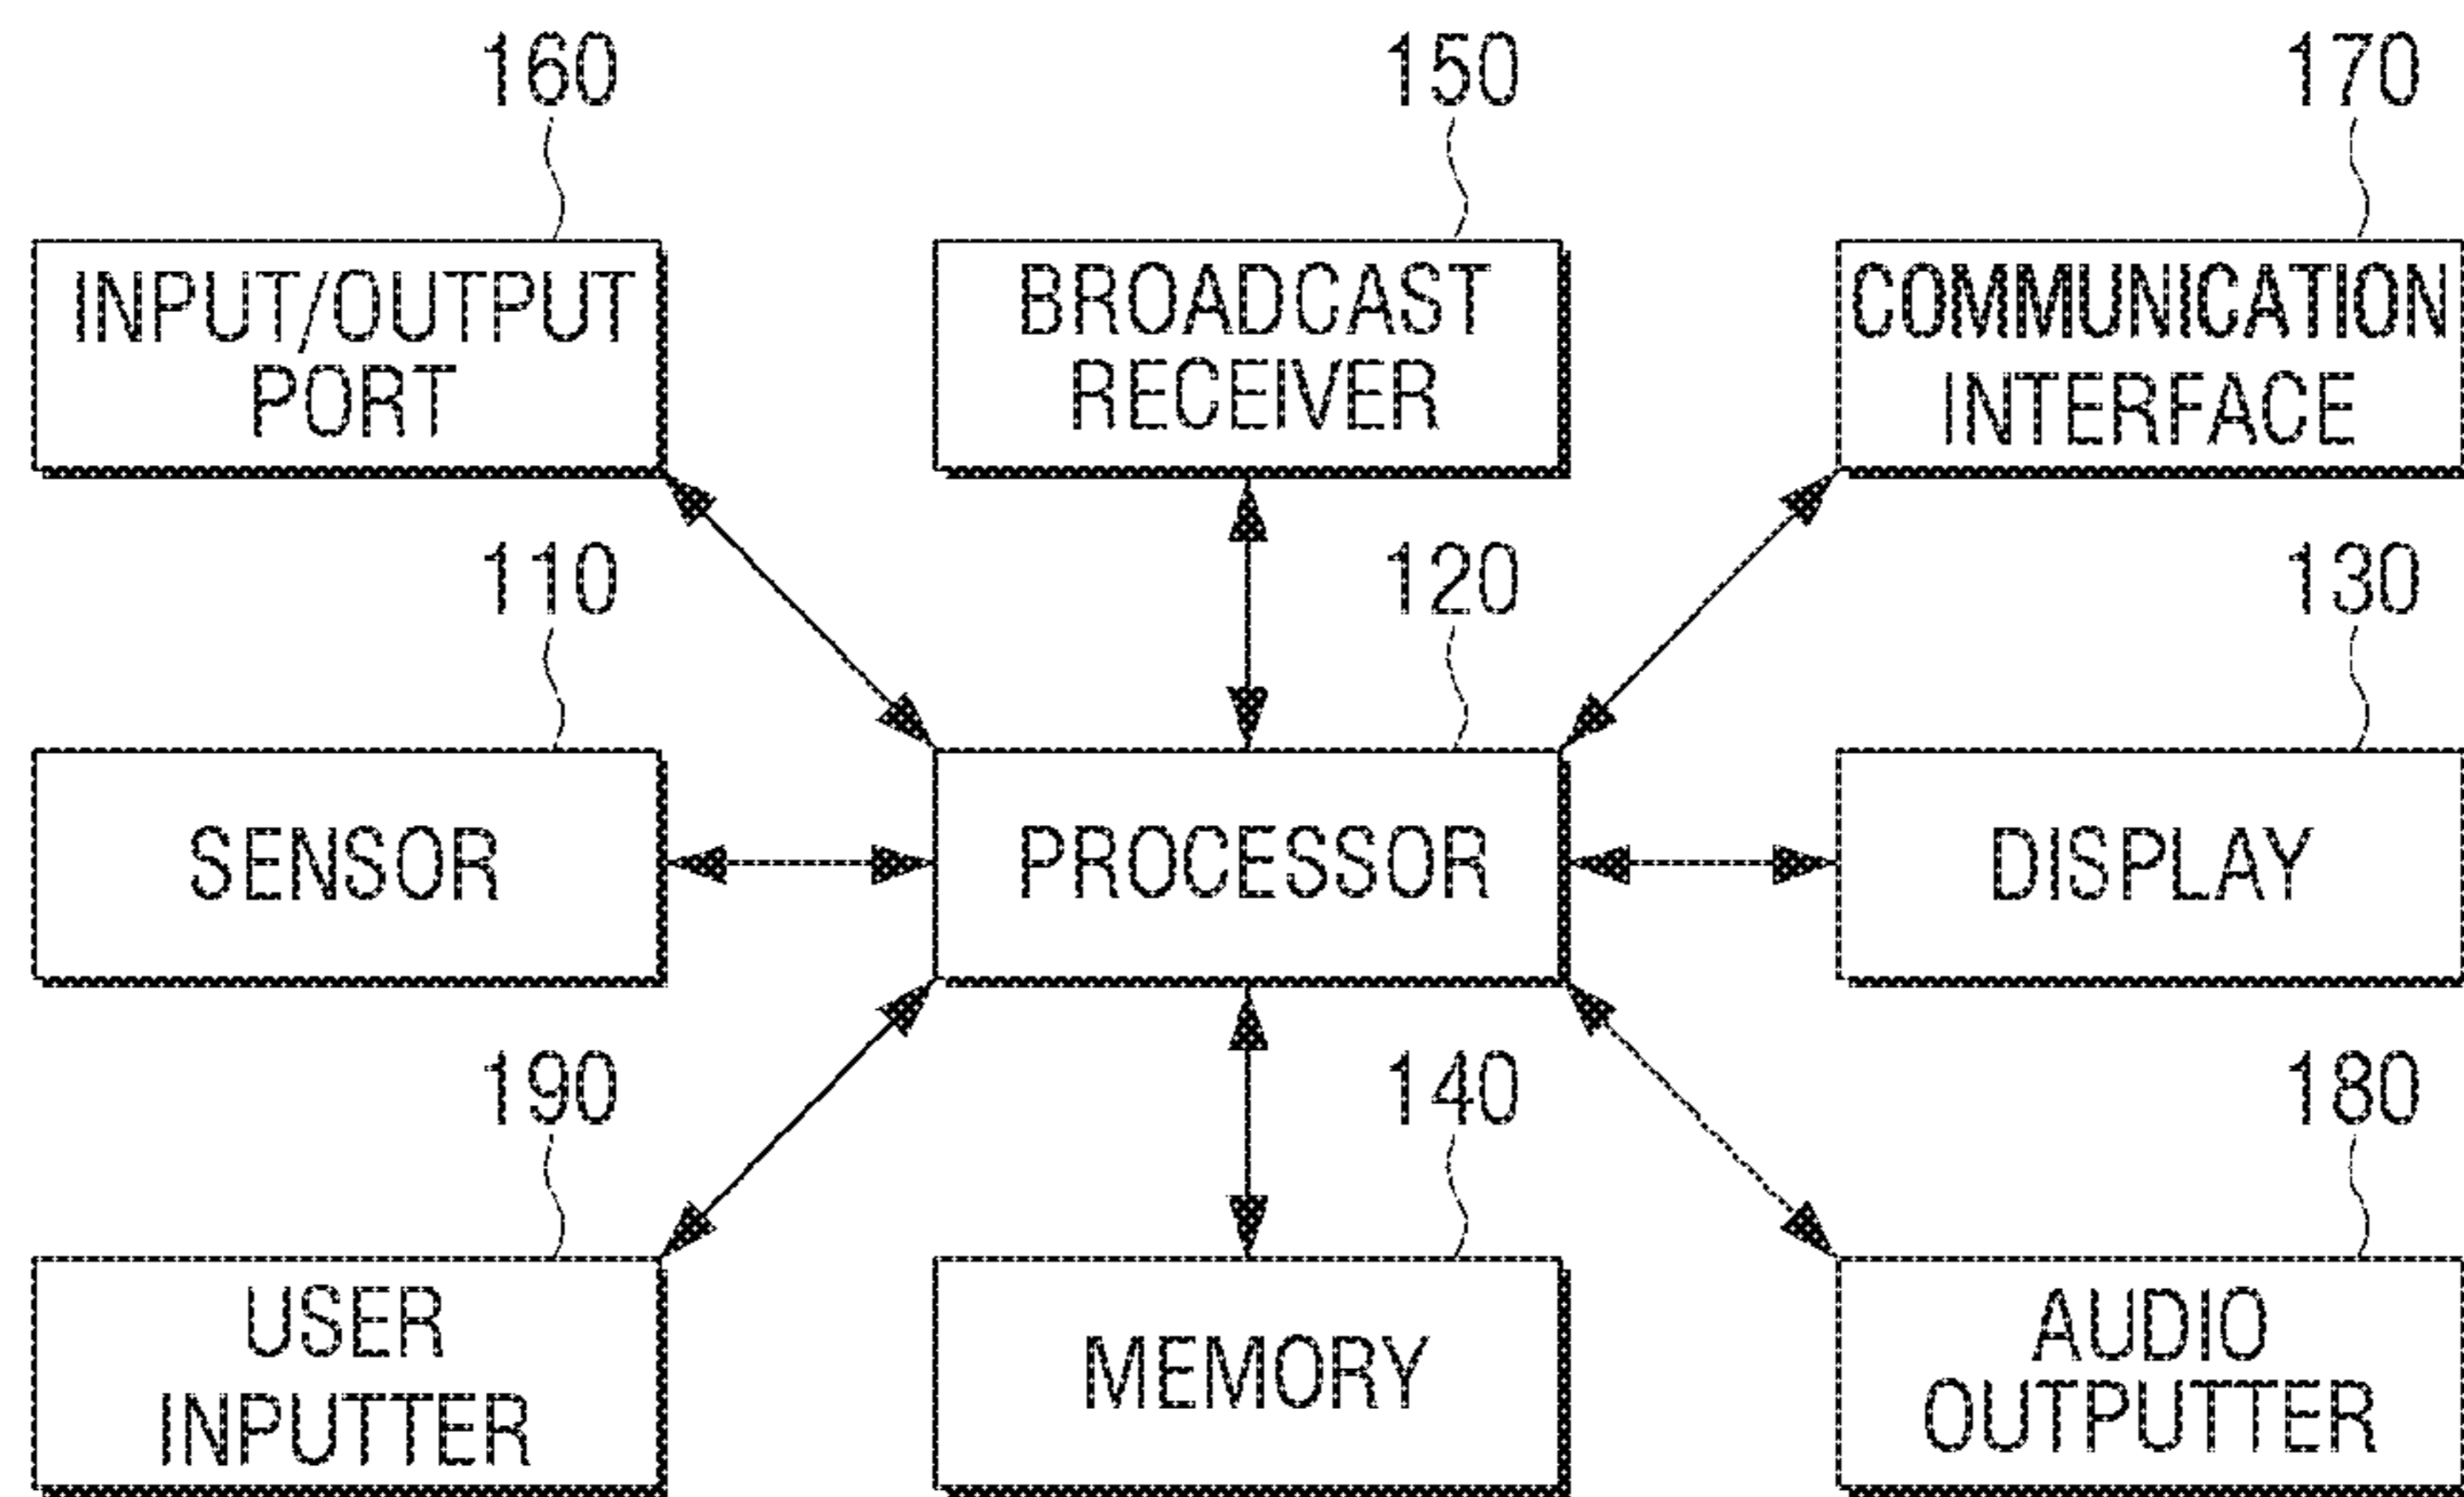 160
150
170
INPUT/OUTPUT
PORT
BROADCAST
RECEIVER
COMMUNICATION
INTERFACE
110
120
130
SENSOR
PROCESSOR
DISPLAY
190
140
180
USER
INPUTTER
MEMORY
AUDIO
OUTPUTTER